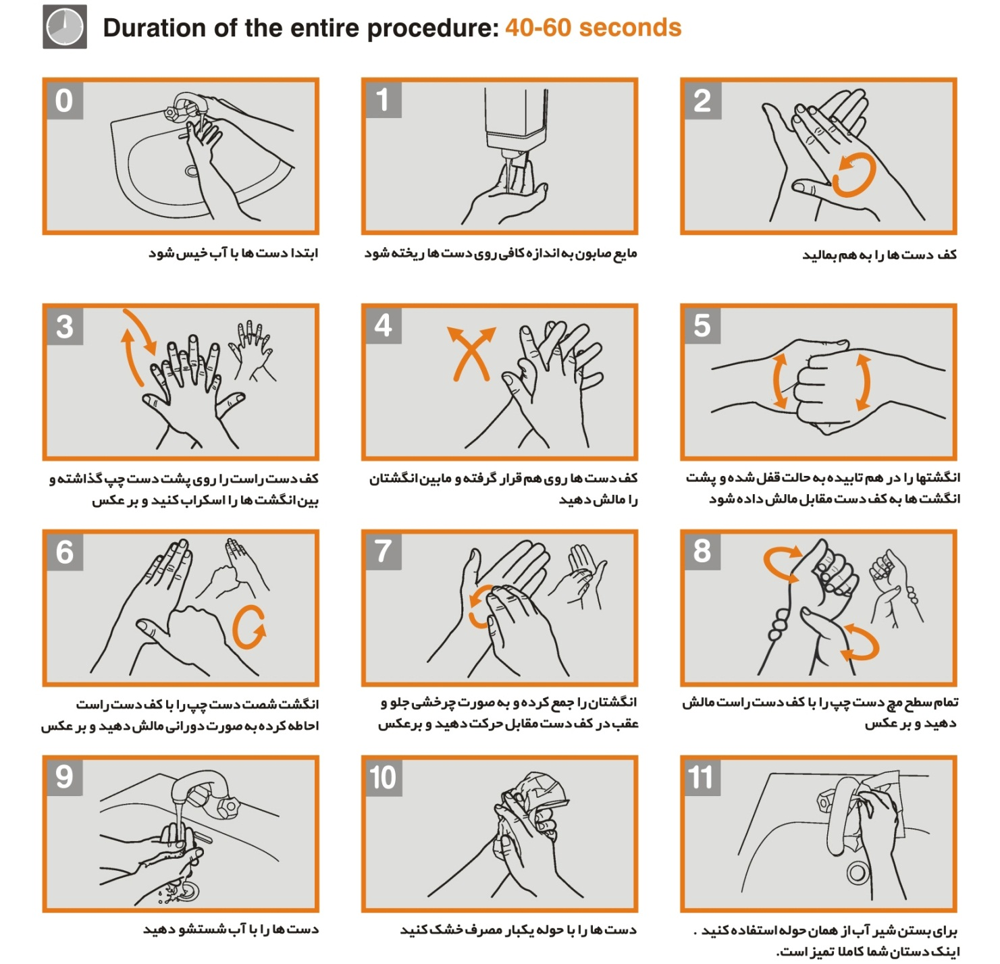 Duration of the entire procedure: 40-60 seconds
0
ابتدا دست ها با آب خیس شود
1
مایع صابون به اندازه کافی روی دست ها ریخته شود
2
کف دست ها را به هم بمالید
3
کف دست راست را روی پشت دست چپ گذاشته و
بین انگشت ها را اسکراب کنید و بر عکس
4
کف دست ها روی هم قرار گرفته و مابین انگشتان
را مالش دهید
5
انگشتها را در هم تابیده به حالت قفل شده و پشت
انگشت ها به کف دست مقابل مالش داده شود
6
انگشت شصت دست چپ را با کف دست راست
احاطه کرده به صورت دورانی مالش دهید و بر عکس
7
انگشتان را جمع کرده و به صورت چرخشی جلو و
عقب در کف دست مقابل حرکت دهید و برعکس
8
تمام سطح مچ دست چپ را با کف دست راست مالش
دهید و بر عکس
9
دست ها را با آب شستشو دهید
10
دست ها را با حوله یکبار مصرف خشک کنید
11
برای بستن شیر آب از همان حوله استفاده کنید .
اینک دستان شما کاملا تمیز است.